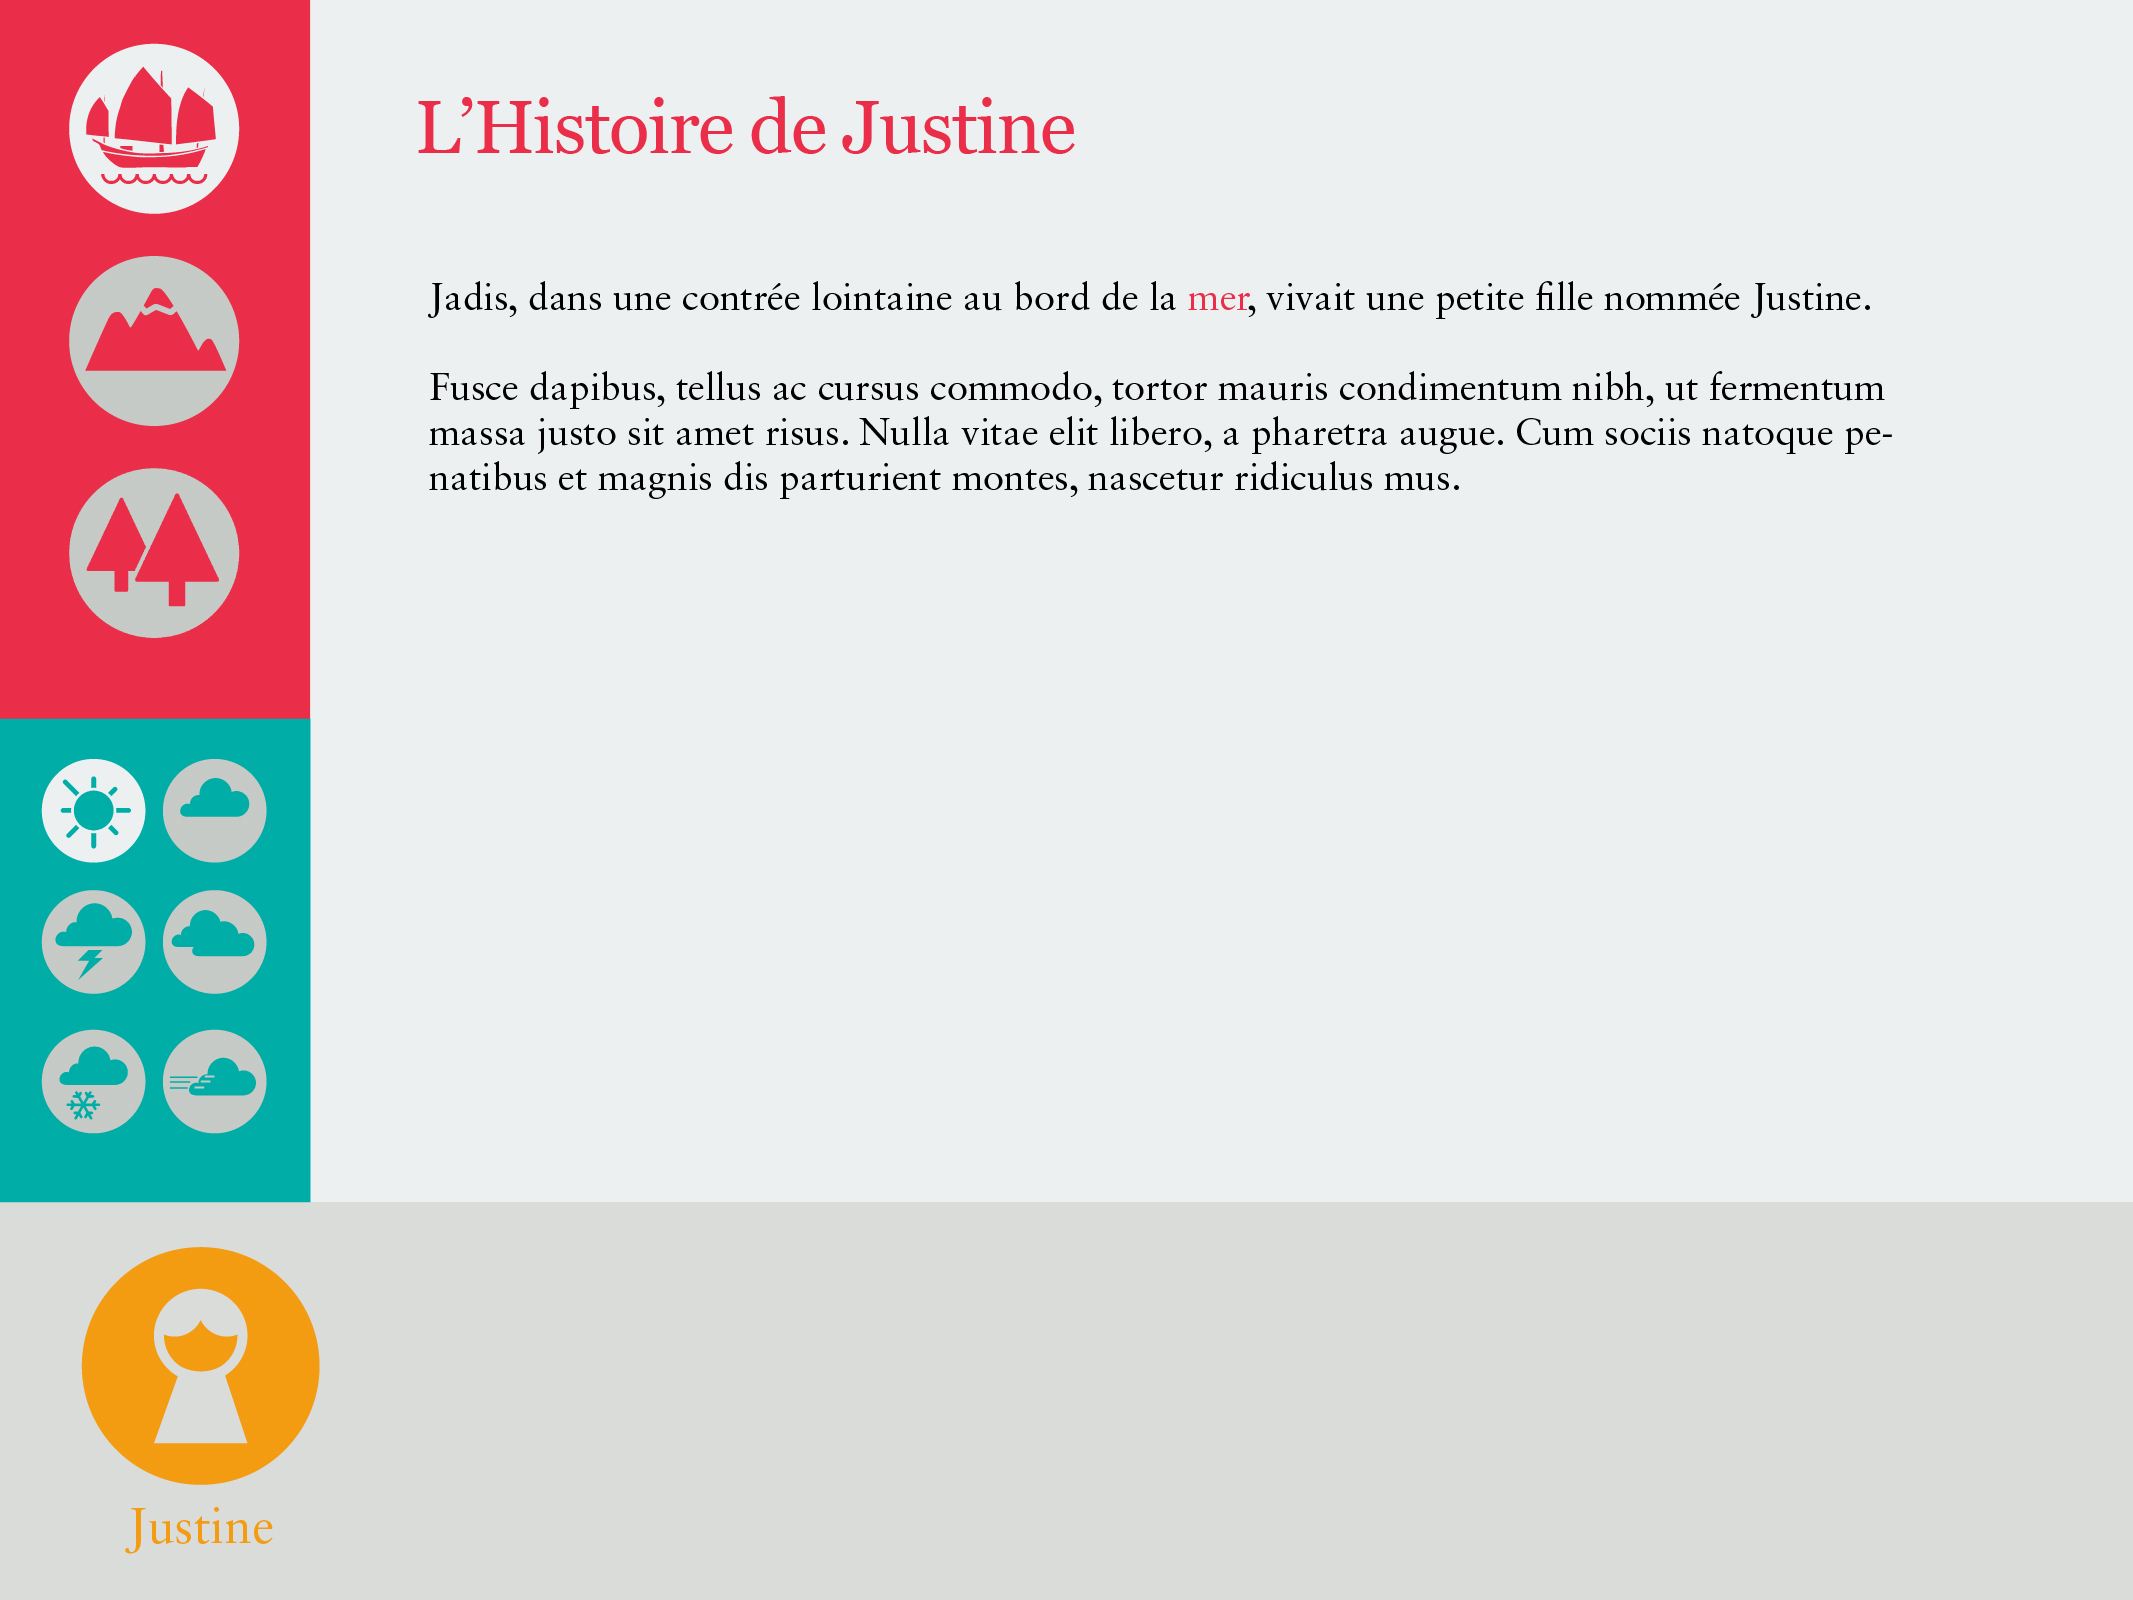 L’Histoire de Justine
Jadis, dans une contrée lointaine au bord de la mer, vivait une petite fille nommée Justine.
Fusce dapibus, tellus ac cursus commodo, tortor mauris condimentum nibh, ut fermentum
massa justo sit amet risus. Nulla vitae elit libero, a pharetra augue. Cum sociis natoque pe-
natibus et magnis dis parturient montes, nascetur ridiculus mus.
Justine